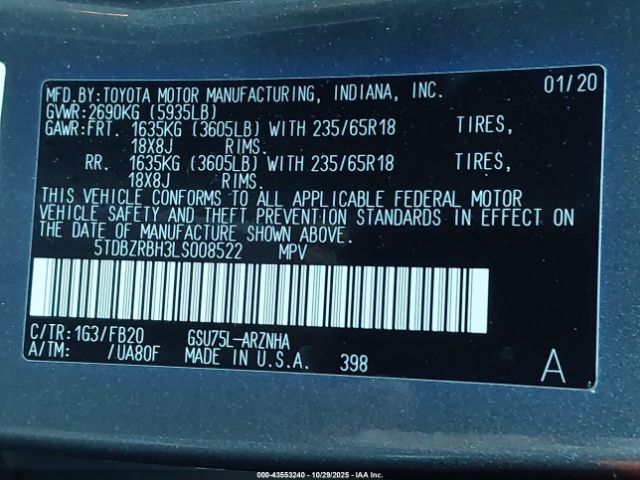 MFD.BY:TOYOTA MOTOR MANUFACTURING, INDIANA, INC. 01/20
GVWR:2690KG (5935LB)
GAWR:FRT. 1635KG (3605LB) WITH 235/65R18 TIRES,
18X8J RIMS.
RR. 1635KG (3605LB) WITH 235/65R18 TIRES,
18X8J RIMS.
THIS VEHICLE CONFORMS TO ALL APPLICABLE FEDERAL MOTOR
VEHICLE SAFETY AND THEFT PREVENTION STANDARDS IN EFFECT ON
THE DATE OF MANUFACTURE SHOWN ABOVE.
5TDBZRBH3LS008522 MPV
C/TR:1G3/FB20 GSU75L-ARZNHA
A/TM: /UA80F MADE IN U.S.A. 398 A
000-43553240 - 10/29/2025 - IAA Inc.